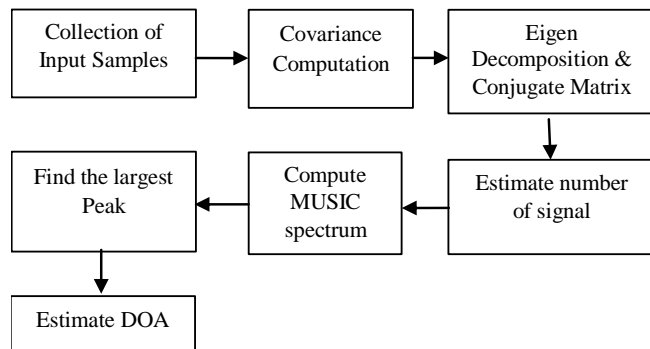 Collection of
Input Samples
Covariance
Computation
Eigen
Decomposition &
Conjugate Matrix
Find the largest
Peak
Compute
MUSIC
spectrum
Estimate number
of signal
Estimate DOA